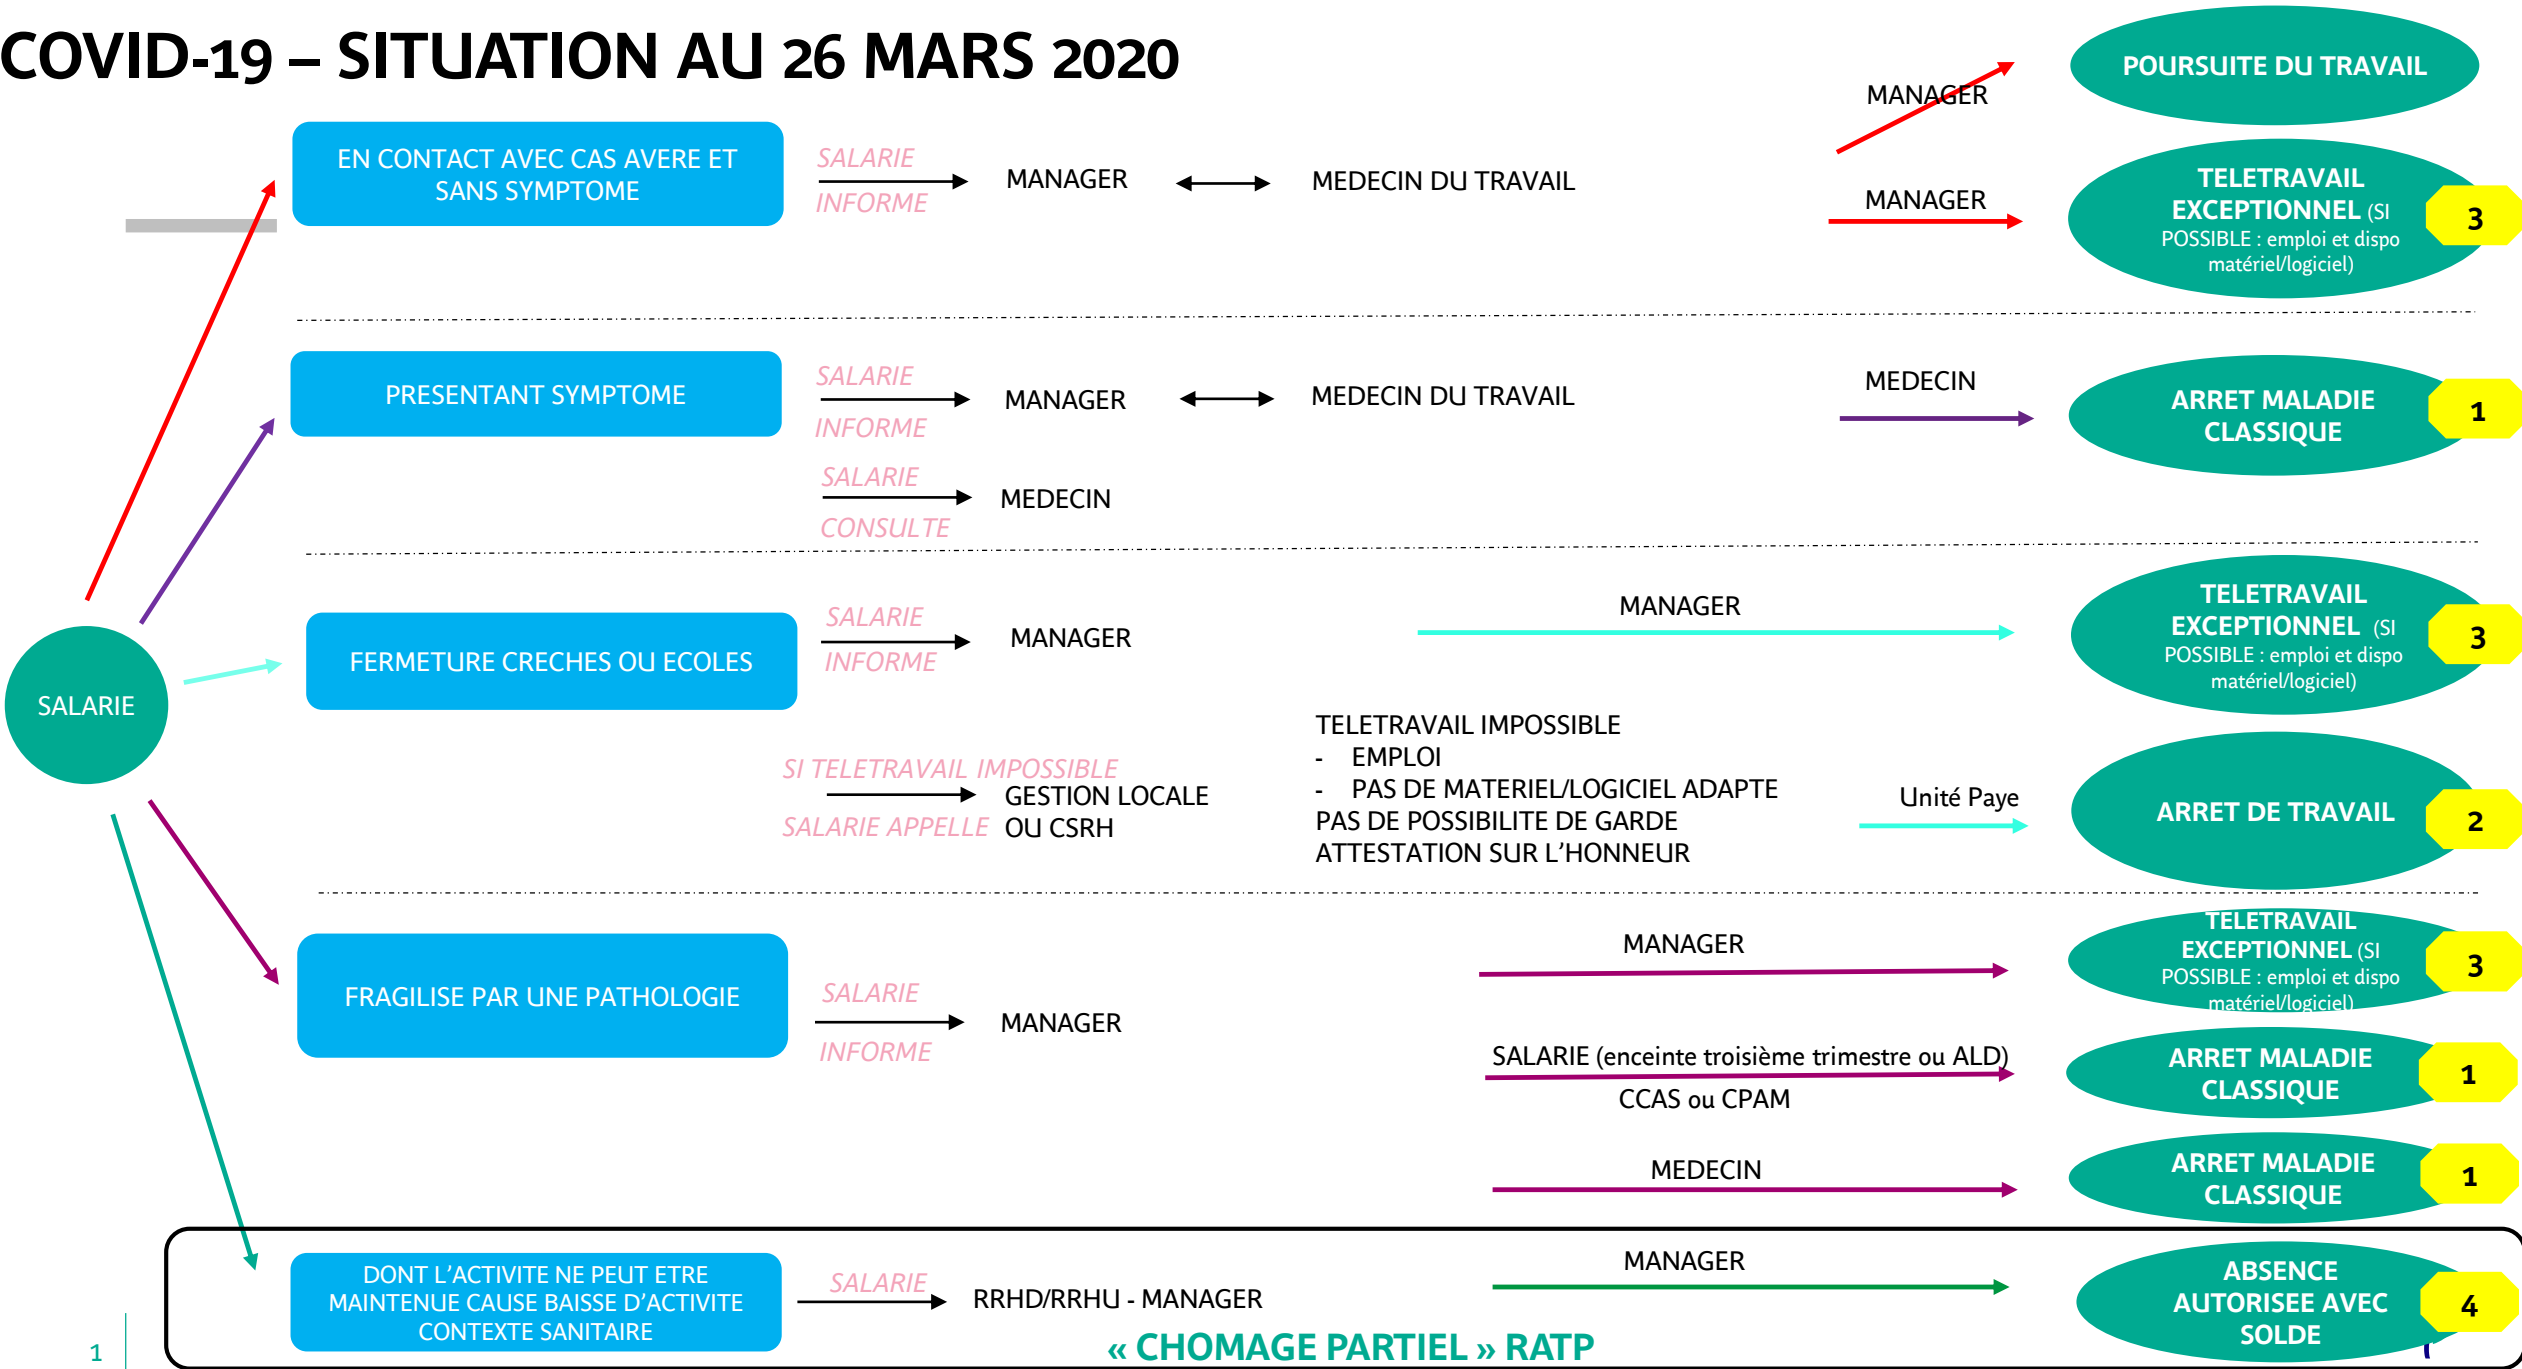 COVID-19 – SITUATION AU 26 MARS 2020
MANAGER
POURSUITE DU TRAVAIL
EN CONTACT AVEC CAS AVERE ET
SANS SYMPTOME
SALARIE
INFORME
MANAGER
MEDECIN DU TRAVAIL
MANAGER
TELETRAVAIL
EXCEPTIONNEL (SI
POSSIBLE : emploi et dispo
matériel/logiciel)
3
PRESENTANT SYMPTOME
SALARIE
INFORME
MANAGER
MEDECIN DU TRAVAIL
MEDECIN
ARRET MALADIE
CLASSIQUE
1
SALARIE
CONSULTE
MEDECIN
SALARIE
FERMETURE CRECHES OU ECOLES
SALARIE
INFORME
MANAGER
MANAGER
TELETRAVAIL
EXCEPTIONNEL (SI
POSSIBLE : emploi et dispo
matériel/logiciel)
3
SI TELETRAVAIL IMPOSSIBLE
SALARIE APPELLE
GESTION LOCALE
OU CSRH
TELETRAVAIL IMPOSSIBLE
- EMPLOI
- PAS DE MATERIEL/LOGICIEL ADAPTE
PAS DE POSSIBILITE DE GARDE
ATTESTATION SUR L'HONNEUR
Unité Paye
ARRET DE TRAVAIL
2
FRAGILISE PAR UNE PATHOLOGIE
SALARIE
INFORME
MANAGER
MANAGER
TELETRAVAIL
EXCEPTIONNEL (SI
POSSIBLE : emploi et dispo
matériel/logiciel)
3
SALARIE (enceinte troisième trimestre ou ALD)
CCAS ou CPAM
ARRET MALADIE
CLASSIQUE
1
MEDECIN
ARRET MALADIE
CLASSIQUE
1
DONT L'ACTIVITE NE PEUT ETRE
MAINTENUE CAUSE BAISSE D'ACTIVITE
CONTEXTE SANITAIRE
SALARIE
RRHD/RRHU - MANAGER
MANAGER
ABSENCE
AUTORISEE AVEC
SOLDE
4
« CHOMAGE PARTIEL » RATP
1